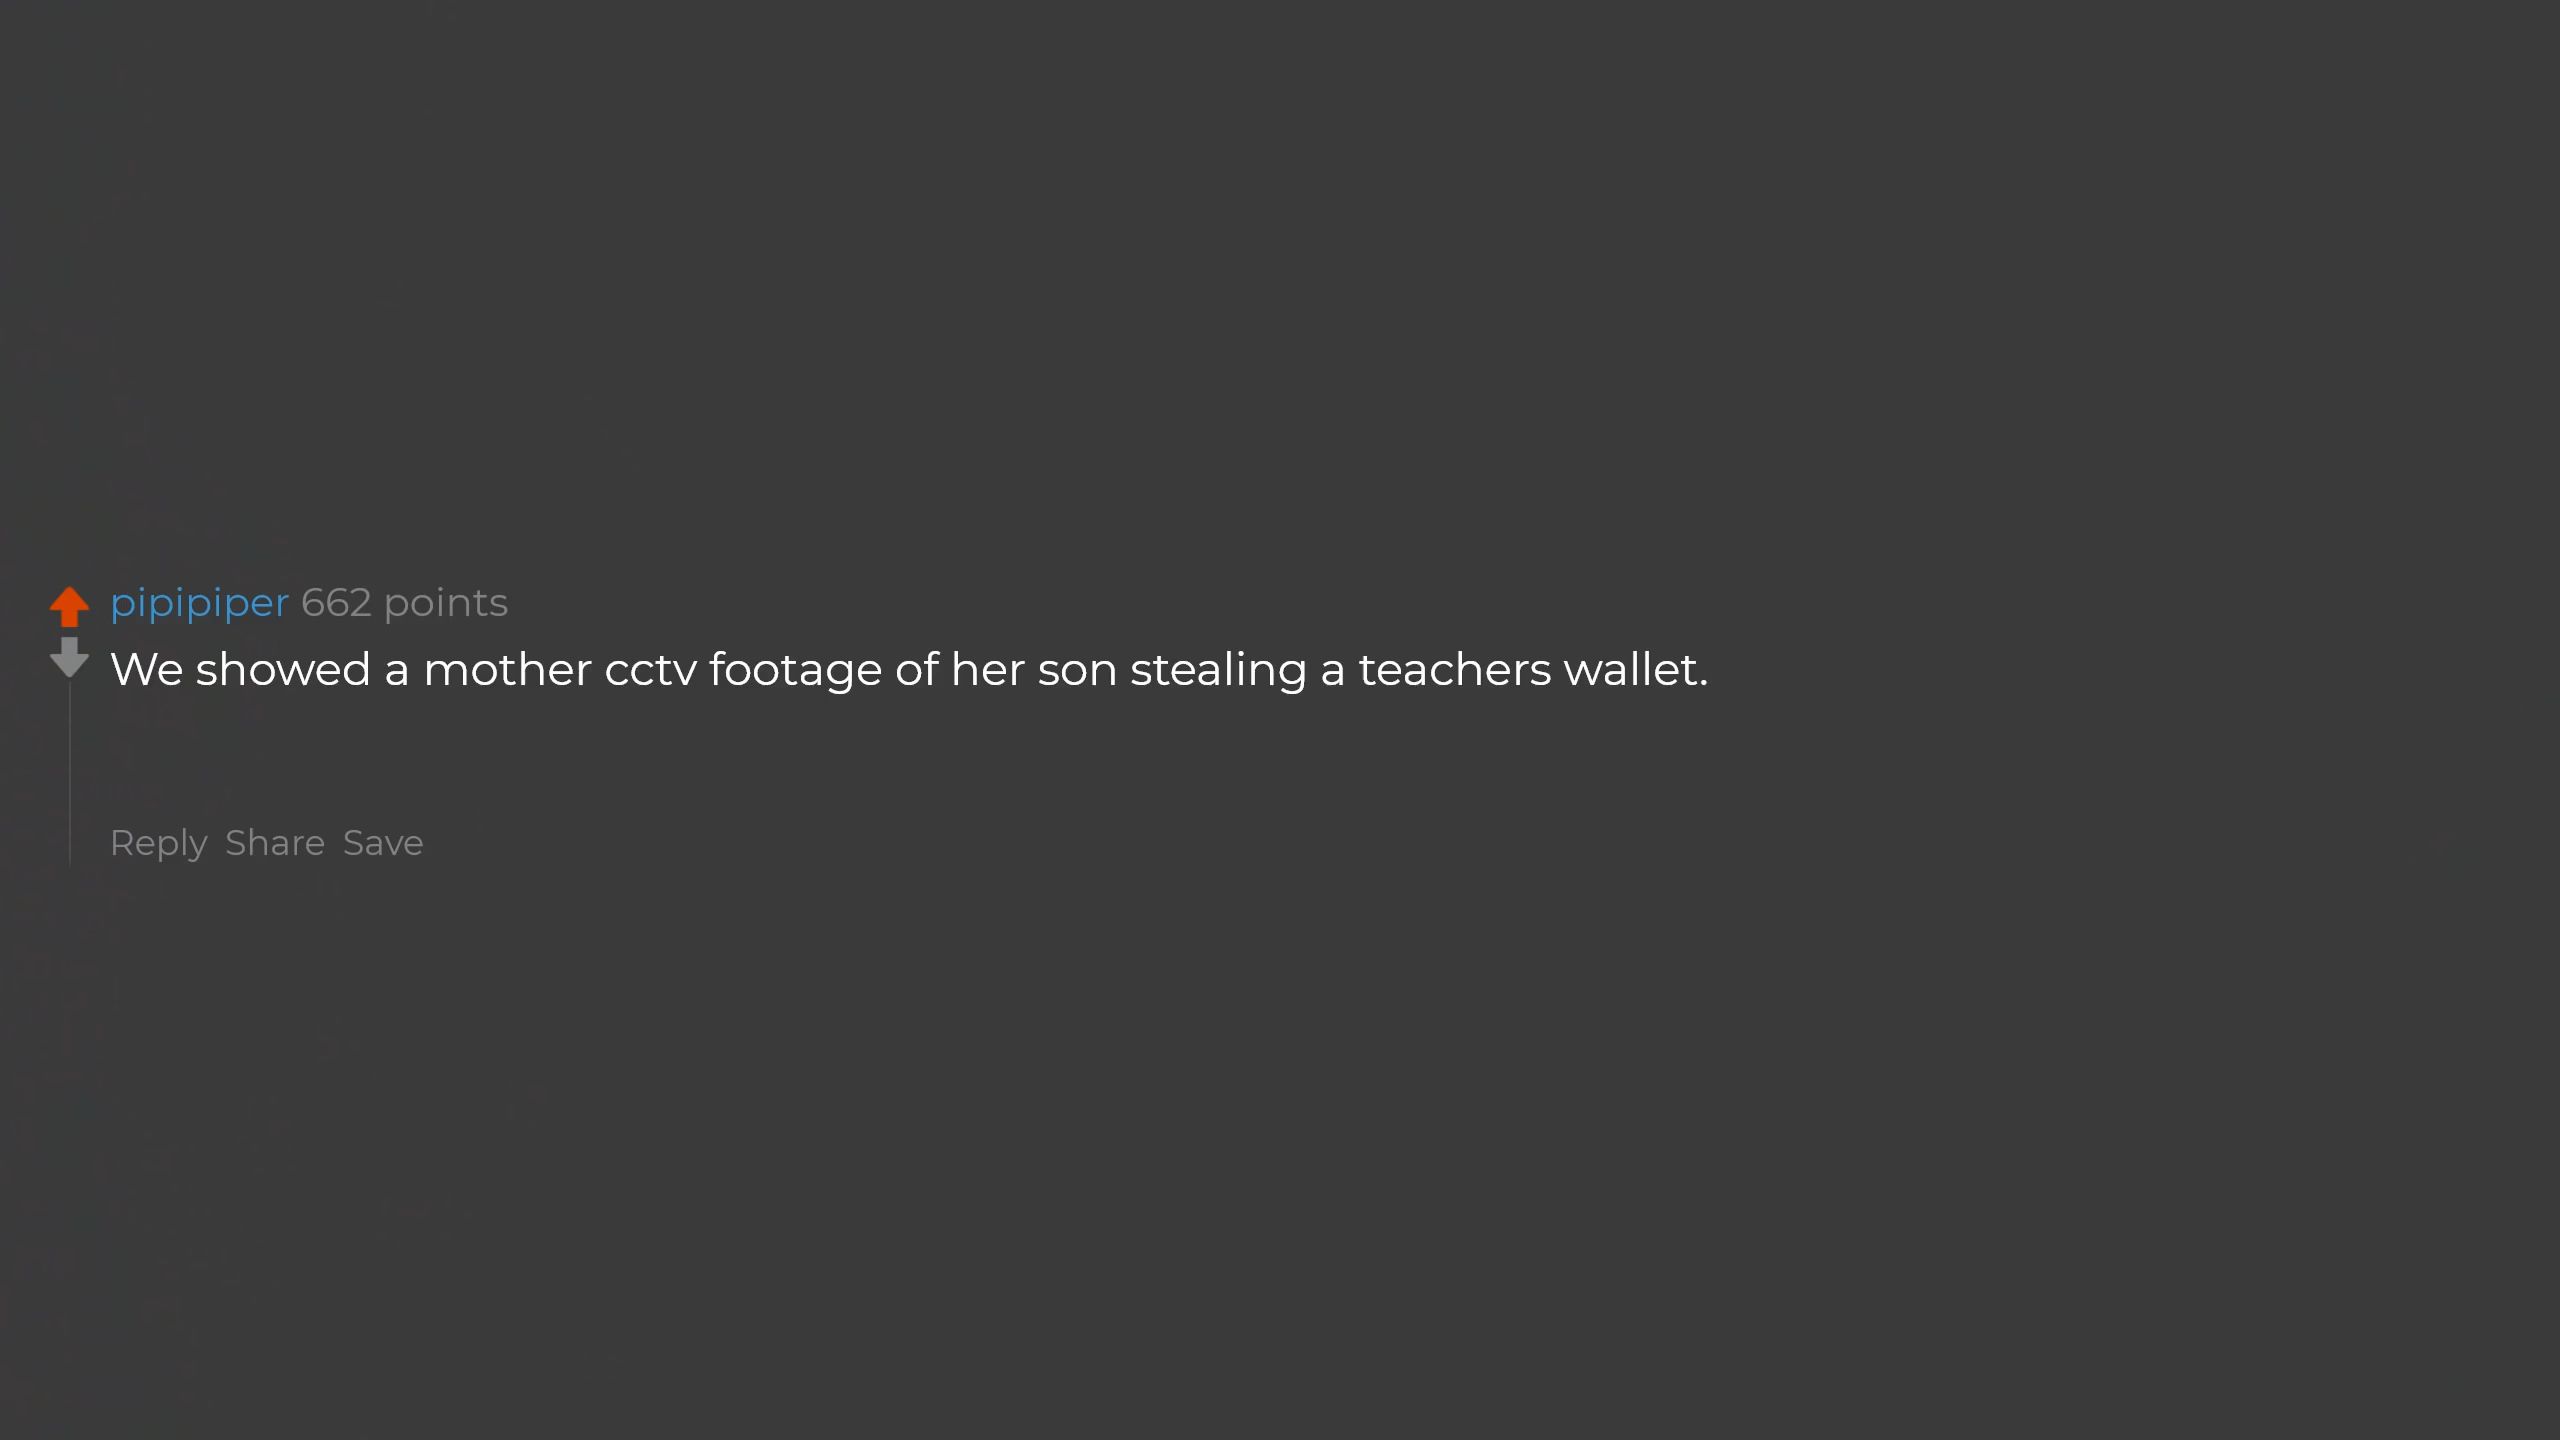 pipipiper 662 points
We showed a mother cctv footage of her son stealing a teachers wallet.
Reply Share Save